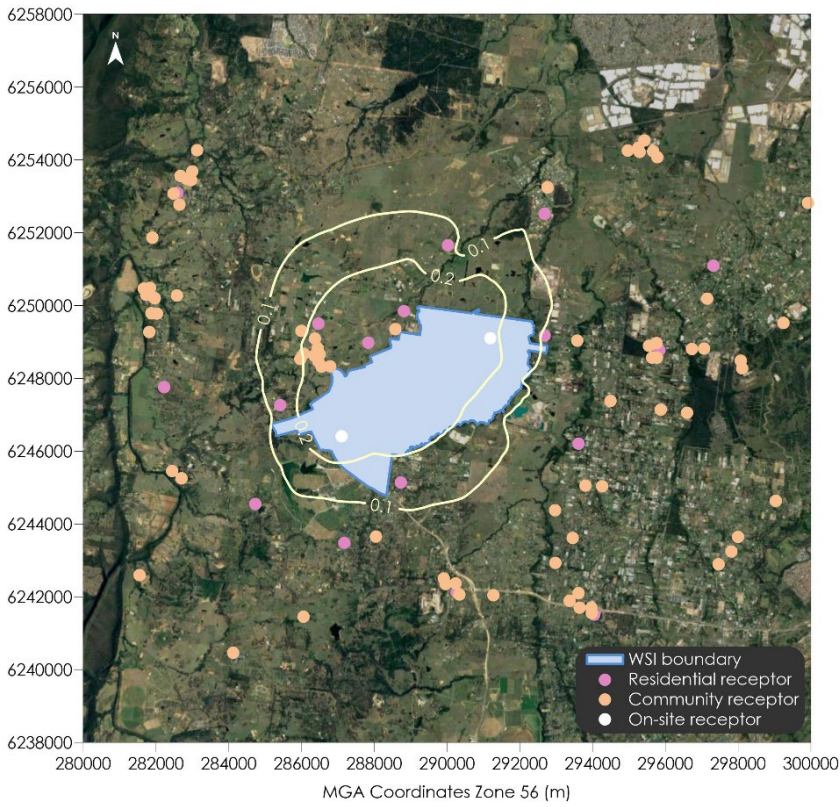 6258000
N
6256000
6254000
6252000
0.1
0.1
0.2
6250000
0.1
6248000
0.2
6246000
0.1
6244000
6242000
WSI boundary
6240000
Residential receptor
Community receptor
On-site receptor
6238000
280000 282000 284000 286000 288000 290000 292000 294000 296000 298000 300000
MGA Coordinates Zone 56 (m)